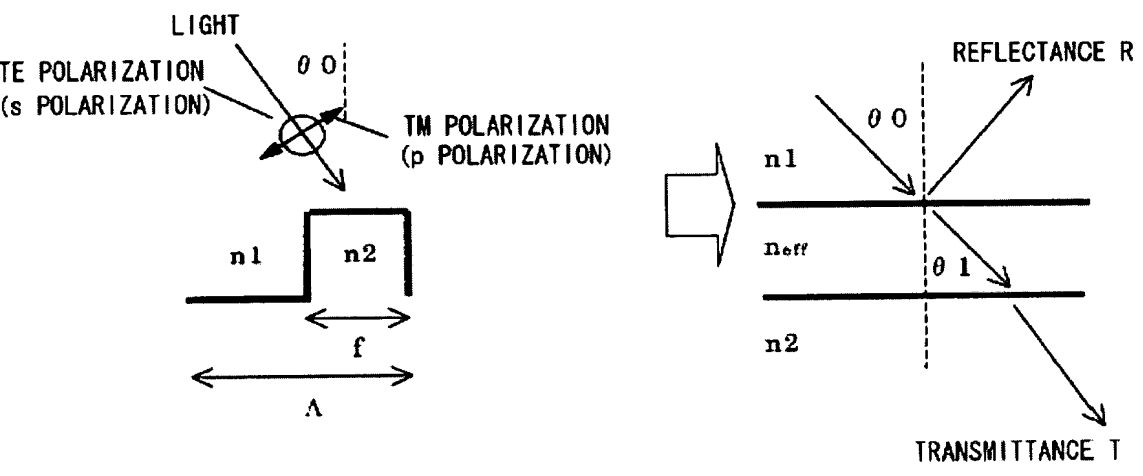 LIGHT
TE POLARIZATION
(s POLARIZATION)
θ 0
TM POLARIZATION
(p POLARIZATION)
n1
n2
f
Λ
REFLECTANCE R
θ 0
n1
neff
θ 1
n2
TRANSMITTANCE T